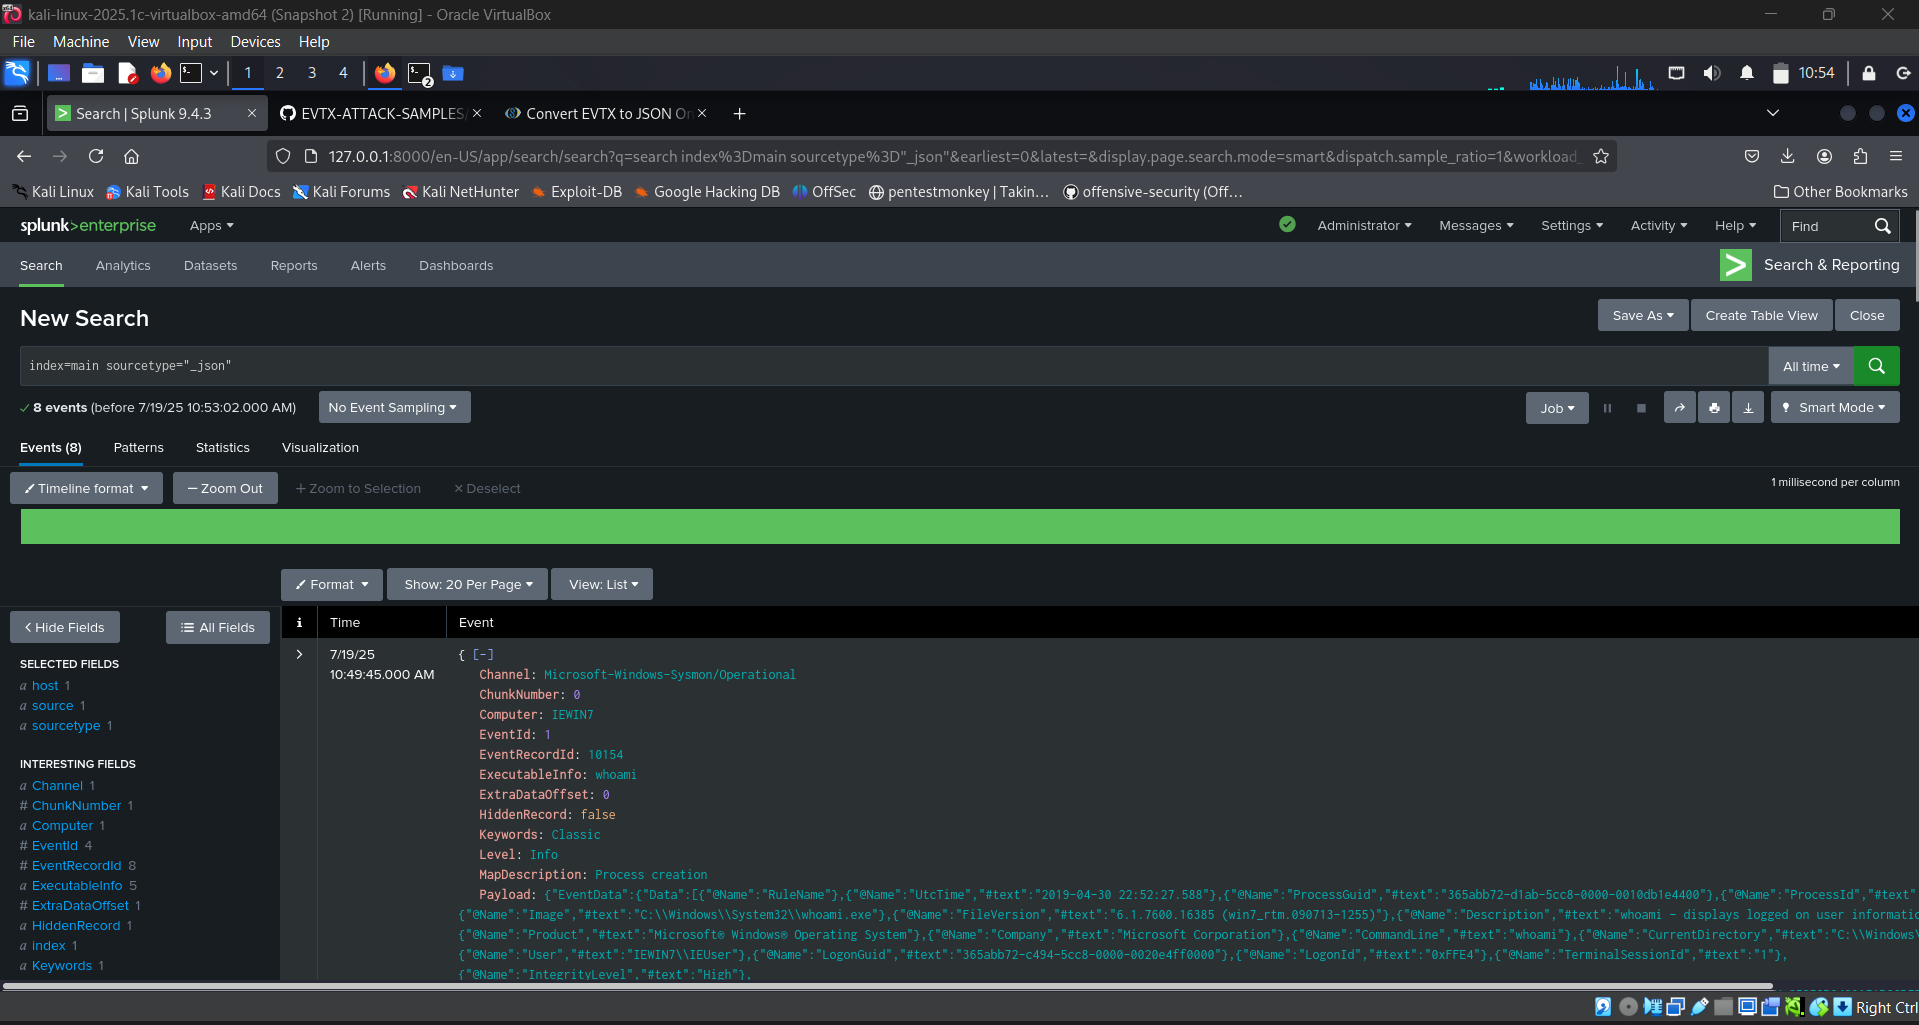 kali-linux-2025.1c-virtualbox-amd64 (Snapshot 2) [Running] - Oracle VirtualBox
File Machine View Input Devices Help
1 2 3 4 2 10:54
Search | Splunk 9.4.3 EVTX-ATTACK-SAMPLES/ Convert EVTX to JSON On
127.0.0.1:8000/en-US/app/search/search?q=search index%3Dmain sourcetype%3D"_json"&earliest=0&latest=&display.page.search.mode=smart&dispatch.sample_ratio=1&workload_
Kali Linux Kali Tools Kali Docs Kali Forums Kali NetHunter Exploit-DB Google Hacking DB OffSec pentestmonkey | Takin… offensive-security (Off… Other Bookmarks
splunk>enterprise Apps Administrator Messages Settings Activity Help Find
Search Analytics Datasets Reports Alerts Dashboards Search & Reporting
New Search Save As Create Table View Close
index=main sourcetype="_json" All time
8 events (before 7/19/25 10:53:02.000 AM) No Event Sampling Job Smart Mode
Events (8) Patterns Statistics Visualization
Timeline format — Zoom Out + Zoom to Selection × Deselect 1 millisecond per column
Format Show: 20 Per Page View: List
< Hide Fields All Fields i Time Event
SELECTED FIELDS
a host 1
a source 1
a sourcetype 1
INTERESTING FIELDS
a Channel 1
# ChunkNumber 1
a Computer 1
# EventId 4
# EventRecordId 8
a ExecutableInfo 5
# ExtraDataOffset 1
a HiddenRecord 1
a index 1
a Keywords 1
> 7/19/25
10:49:45.000 AM
{ [-]
Channel: Microsoft-Windows-Sysmon/Operational
ChunkNumber: 0
Computer: IEWIN7
EventId: 1
EventRecordId: 10154
ExecutableInfo: whoami
ExtraDataOffset: 0
HiddenRecord: false
Keywords: Classic
Level: Info
MapDescription: Process creation
Payload: {"EventData":{"Data":[{"@Name":"RuleName"},{"@Name":"UtcTime","#text":"2019-04-30 22:52:27.588"},{"@Name":"ProcessGuid","#text":"365abb72-d1ab-5cc8-0000-0010db1e4400"},{"@Name":"ProcessId","#text"
{"@Name":"Image","#text":"C:\\Windows\\System32\\whoami.exe"},{"@Name":"FileVersion","#text":"6.1.7600.16385 (win7_rtm.090713-1255)"},{"@Name":"Description","#text":"whoami - displays logged on user informatio
{"@Name":"Product","#text":"Microsoft® Windows® Operating System"},{"@Name":"Company","#text":"Microsoft Corporation"},{"@Name":"CommandLine","#text":"whoami"},{"@Name":"CurrentDirectory","#text":"C:\\Windows\
{"@Name":"User","#text":"IEWIN7\\IEUser"},{"@Name":"LogonGuid","#text":"365abb72-c494-5cc8-0000-0020e4ff0000"},{"@Name":"LogonId","#text":"0xFFE4"},{"@Name":"TerminalSessionId","#text":"1"},
{"@Name":"IntegrityLevel","#text":"High"},
Right Ctrl